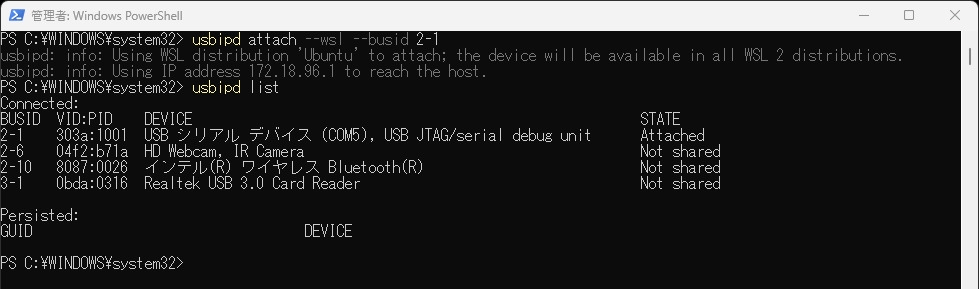 管理者: Windows PowerShell
PS C:¥WINDOWS¥system32> usbipd attach --wsl --busid 2-1
usbipd: info: Using WSL distribution 'Ubuntu' to attach; the device will be available in all WSL 2 distributions.
usbipd: info: Using IP address 172.18.96.1 to reach the host.
PS C:¥WINDOWS¥system32> usbipd list
Connected:
BUSID  VID:PID    DEVICE                                                        STATE
2-1    303a:1001  USB シリアル デバイス (COM5), USB JTAG/serial debug unit      Attached
2-6    04f2:b71a  HD Webcam, IR Camera                                          Not shared
2-10   8087:0026  インテル(R) ワイヤレス Bluetooth(R)                           Not shared
3-1    0bda:0316  Realtek USB 3.0 Card Reader                                   Not shared
Persisted:
GUID                                  DEVICE
PS C:¥WINDOWS¥system32>